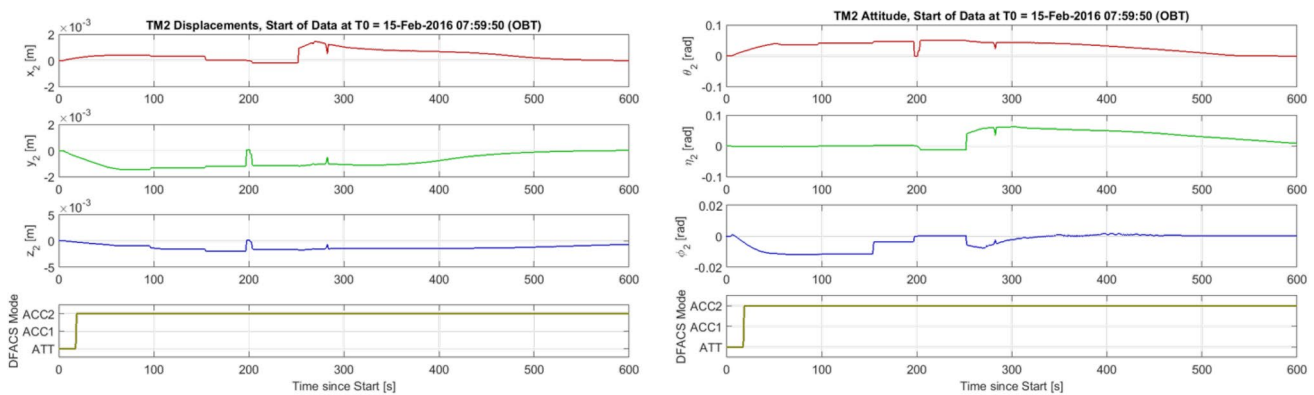 TM2 Displacements, Start of Data at T0 = 15-Feb-2016 07:59:50 (OBT)
×10⁻³
2
0
-2
x₂ [m]
0 100 200 300 400 500 600
×10⁻³
2
0
-2
y₂ [m]
0 100 200 300 400 500 600
×10⁻³
5
0
-5
z₂ [m]
0 100 200 300 400 500 600
ACC2
ACC1
ATT
DFACS Mode
0 100 200 300 400 500 600
Time since Start [s]
TM2 Attitude, Start of Data at T0 = 15-Feb-2016 07:59:50 (OBT)
0.1
0
-0.1
θ₂ [rad]
0 100 200 300 400 500 600
0.1
0
-0.1
η₂ [rad]
0 100 200 300 400 500 600
0.02
0
-0.02
ϕ₂ [rad]
0 100 200 300 400 500 600
ACC2
ACC1
ATT
DFACS Mode
0 100 200 300 400 500 600
Time since Start [s]